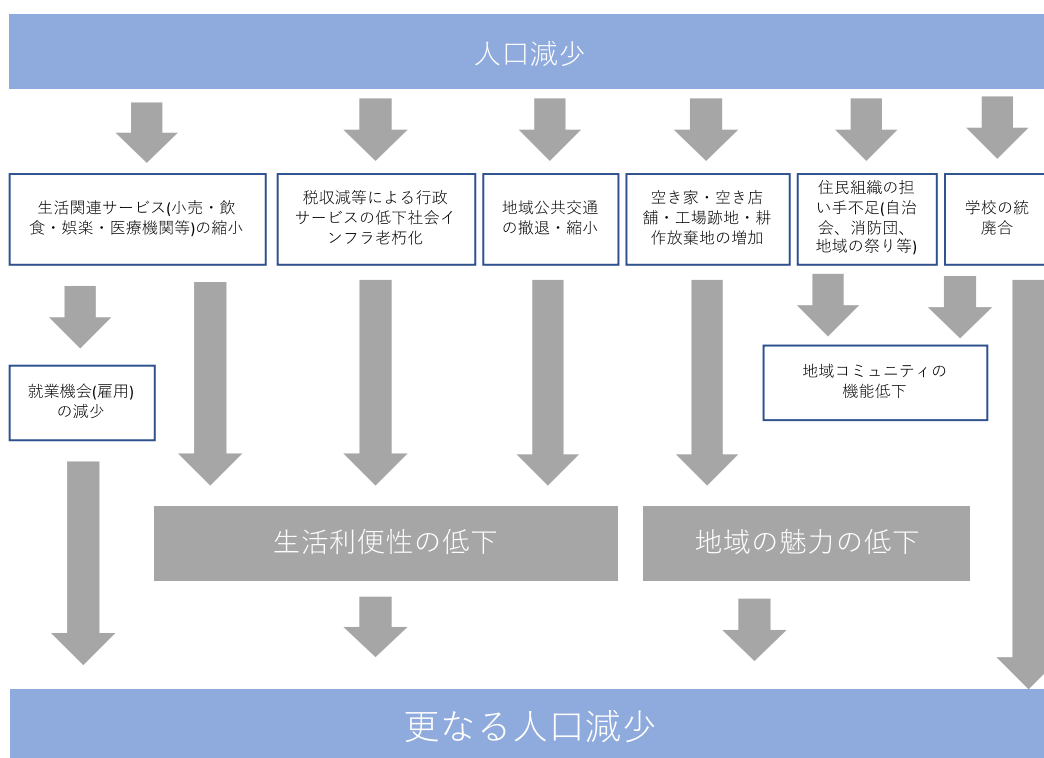 人口減少
生活関連サービス(小売・飲
食・娯楽・医療機関等)の縮小
税収減等による行政
サービスの低下社会イ
ンフラ老朽化
地域公共交通
の撤退・縮小
空き家・空き店
舗・工場跡地・耕
作放棄地の増加
住民組織の担
い手不足(自治
会、消防団、
地域の祭り等)
学校の統
廃合
就業機会(雇用)
の減少
地域コミュニティの
機能低下
生活利便性の低下
地域の魅力の低下
更なる人口減少